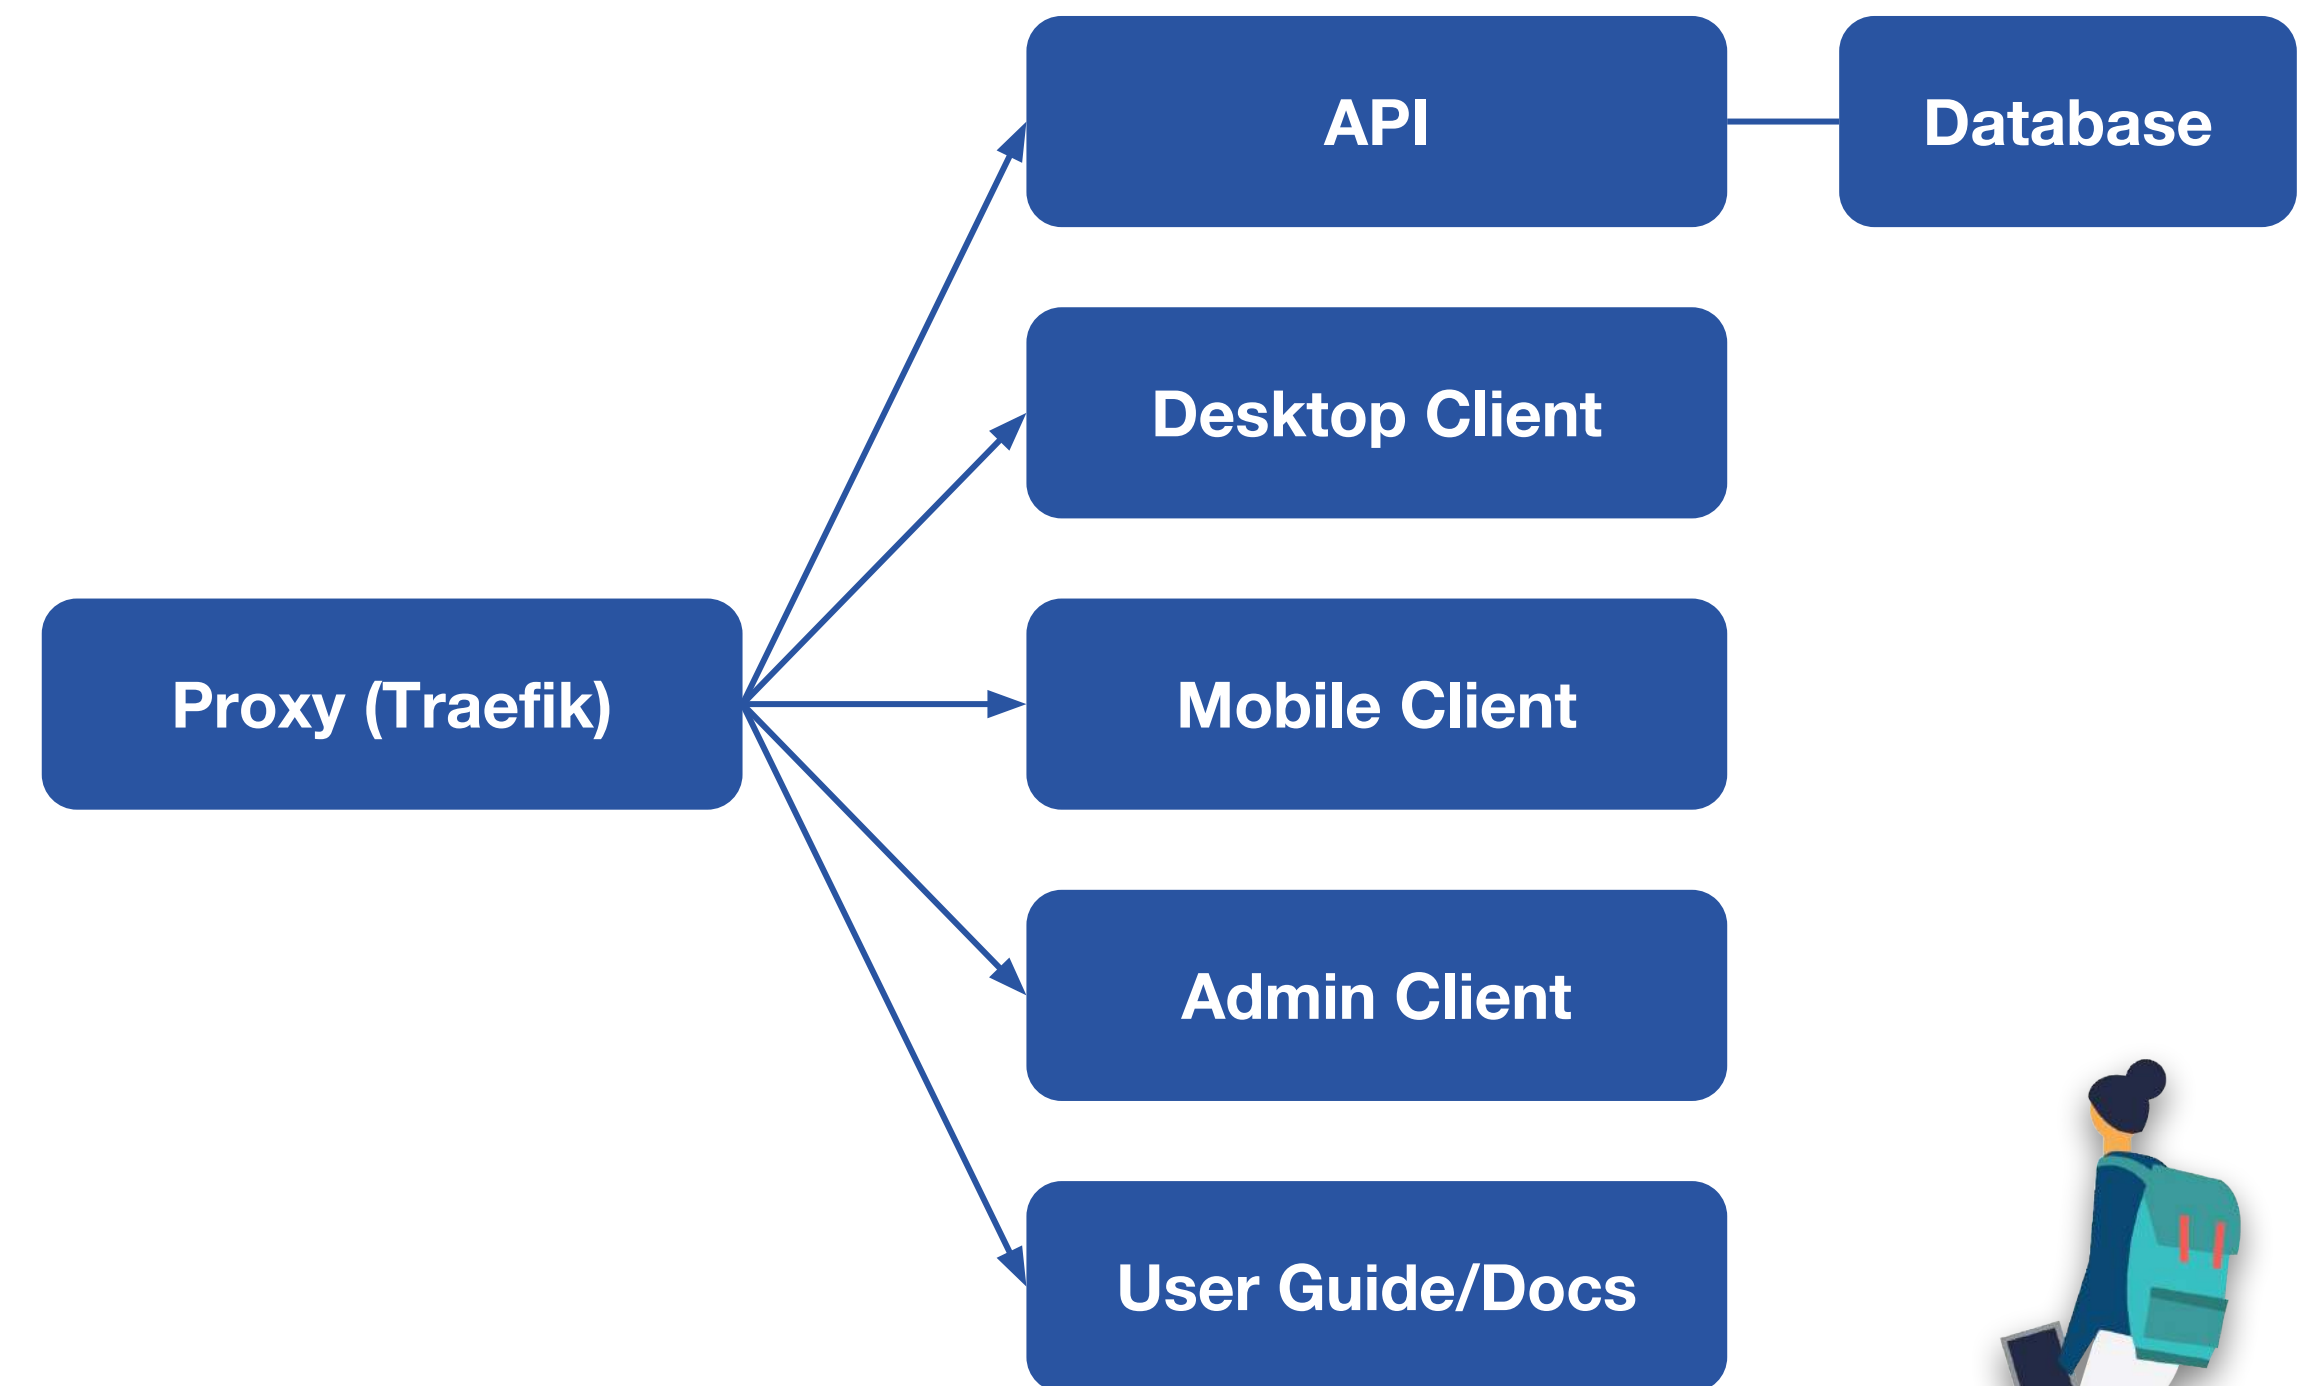 API
Database
Desktop Client
Proxy (Traefik)
Mobile Client
Admin Client
User Guide/Docs